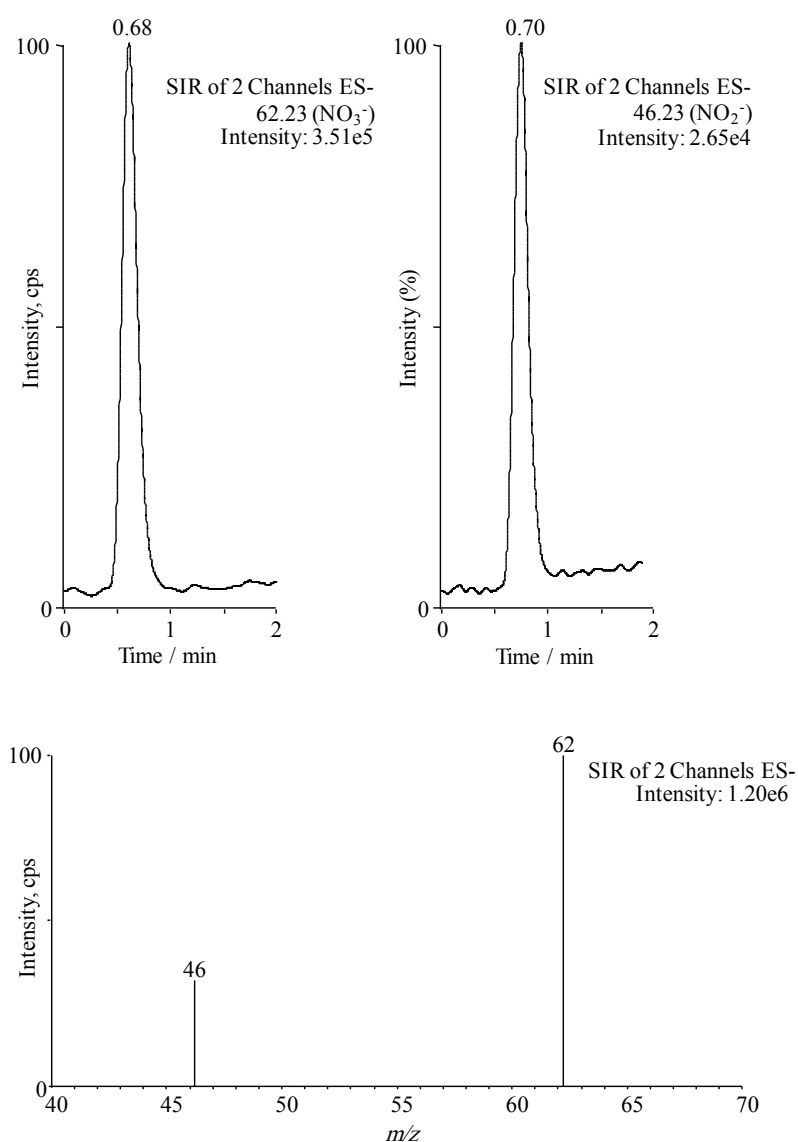 0.68
100
SIR of 2 Channels ES-
62.23 (NO₃⁻)
Intensity: 3.51e5
Intensity, cps
0
0 1 2
Time / min
0.70
100
SIR of 2 Channels ES-
46.23 (NO₂⁻)
Intensity: 2.65e4
Intensity (%)
0
0 1 2
Time / min
100
62
SIR of 2 Channels ES-
Intensity: 1.20e6
Intensity, cps
46
0
40 45 50 55 60 65 70
m/z